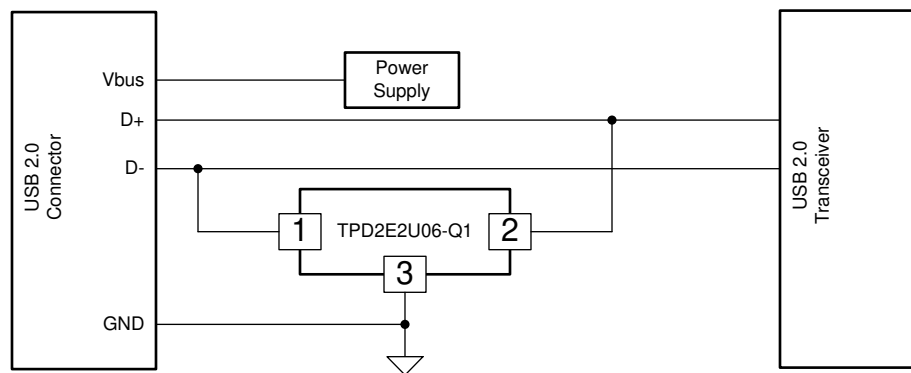 USB 2.0
Connector
Vbus
D+
D-
GND
Power
Supply
1
TPD2E2U06-Q1
2
3
USB 2.0
Transceiver